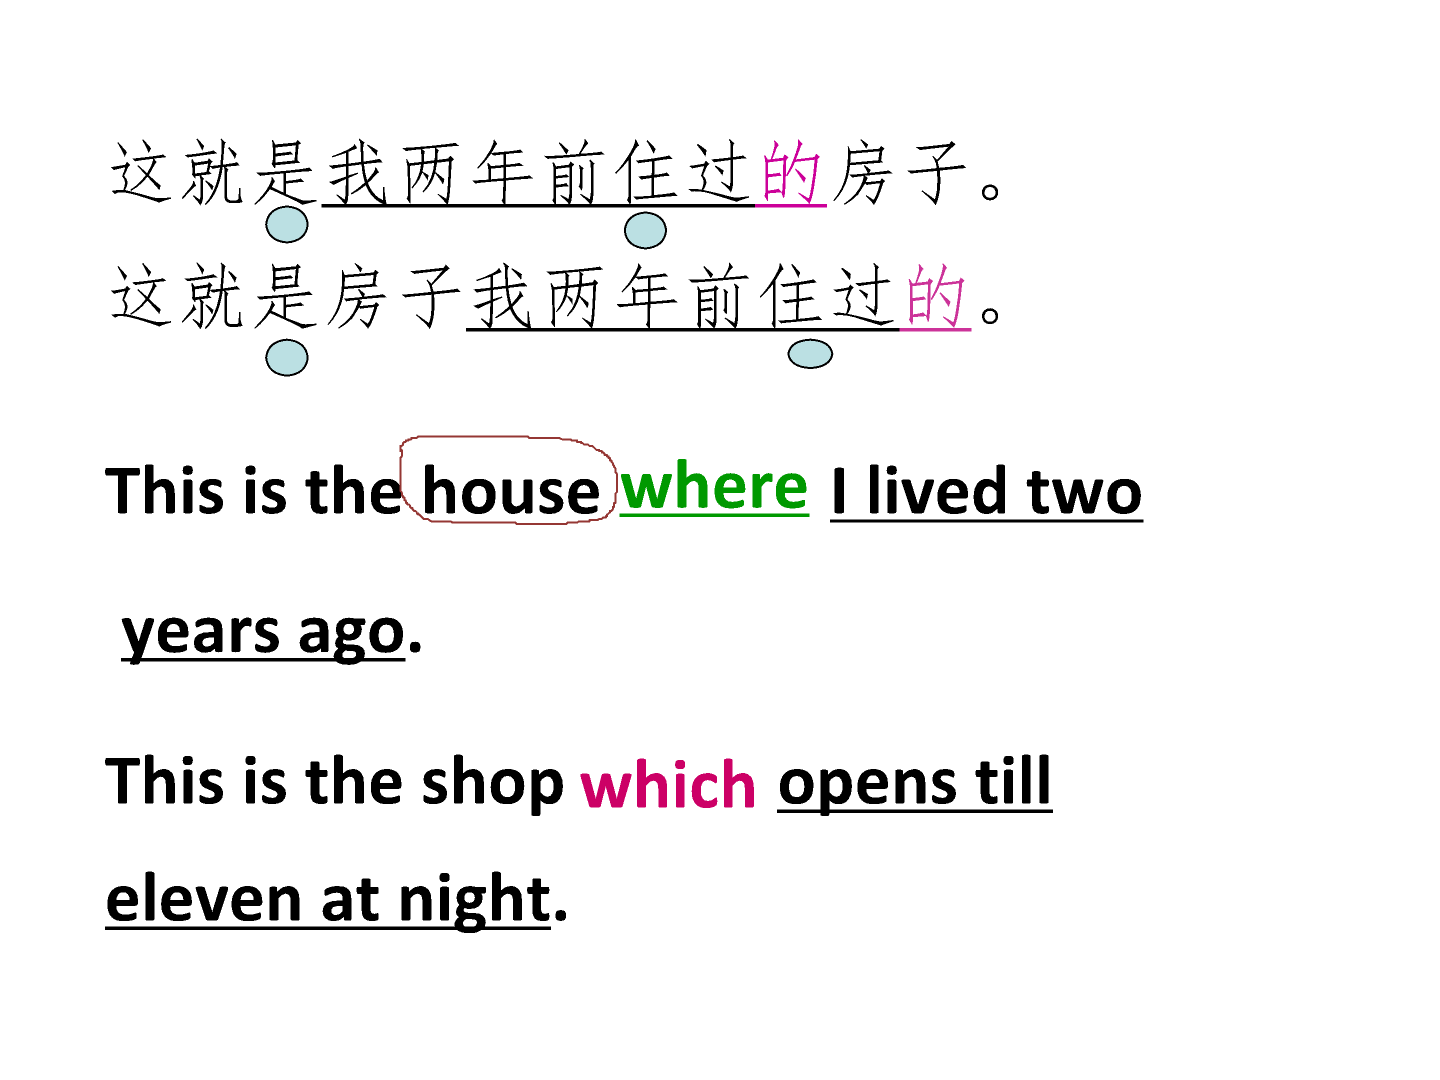 这就是我两年前住过的房子。
这就是房子我两年前住过的。
This is the house where I lived two
years ago.
This is the shop which opens till
eleven at night.